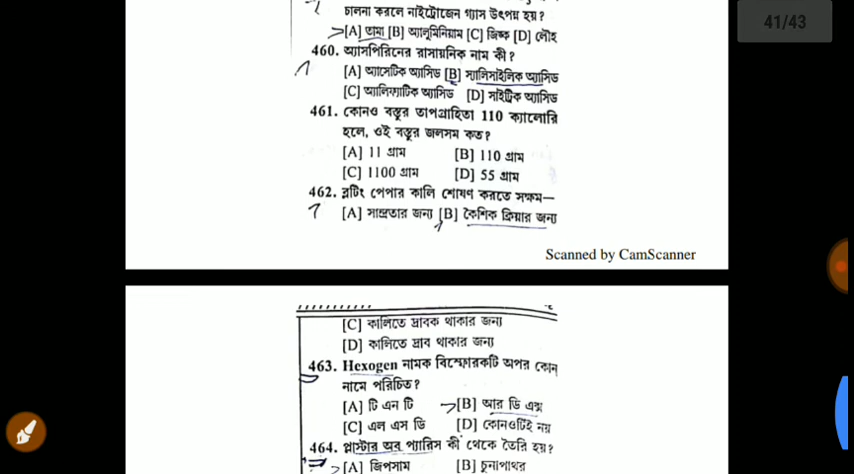 চালনা করলে নাইট্রোজেন গ্যাস উৎপন্ন হয়?
[A] তামা [B] অ্যালুমিনিয়াম [C] জিঙ্ক [D] লৌহ
41/43
460. অ্যাসপিরিনের রাসায়নিক নাম কী?
[A] অ্যাসেটিক অ্যাসিড [B] স্যালিসাইলিক অ্যাসিড
[C] অ্যালিফ্যাটিক অ্যাসিড [D] সাইট্রিক অ্যাসিড
461. কোনও বস্তুর তাপগ্রাহিতা 110 ক্যালোরি
হলে, ওই বস্তুর জলসম কত?
[A] 11 গ্রাম [B] 110 গ্রাম
[C] 1100 গ্রাম [D] 55 গ্রাম
462. ব্লটিং পেপার কালি শোষণ করতে সক্ষম—
[A] সান্দ্রতার জন্য [B] কৈশিক ক্রিয়ার জন্য
Scanned by CamScanner
[C] কালিতে দ্রাবক থাকার জন্য
[D] কালিতে দ্রাব থাকার জন্য
463. Hexogen নামক বিস্ফোরকটি অপর কোন্
নামে পরিচিত?
[A] টি এন টি [B] আর ডি এক্স
[C] এল এস ডি [D] কোনওটিই নয়
464. প্লাস্টার অব্ প্যারিস কী থেকে তৈরি হয়?
[A] জিপসাম [B] চুনাপাথর